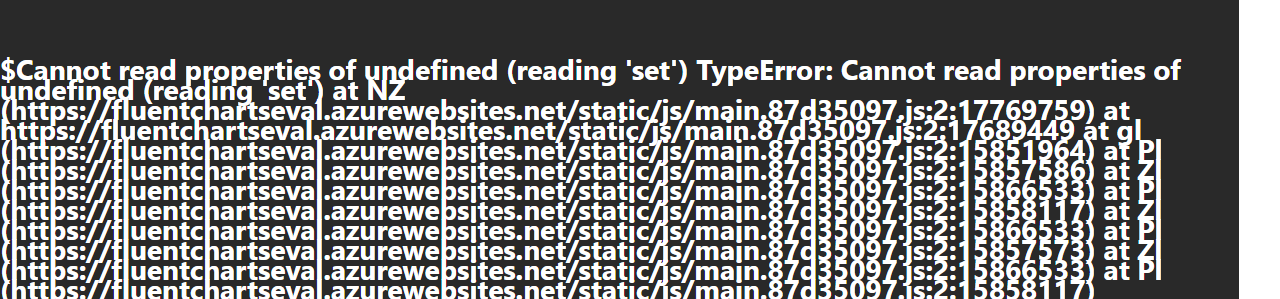 $Cannot read properties of undefined (reading 'set') TypeError: Cannot read properties of
undefined (reading 'set') at NZ
(https://fluentchartseval.azurewebsites.net/static/js/main.87d35097.js:2:17769759) at
https://fluentchartseval.azurewebsites.net/static/js/main.87d35097.js:2:17689449 at gl
(https://fluentchartseval.azurewebsites.net/static/js/main.87d35097.js:2:15851964) at Pl
(https://fluentchartseval.azurewebsites.net/static/js/main.87d35097.js:2:15857586) at Zl
(https://fluentchartseval.azurewebsites.net/static/js/main.87d35097.js:2:15866533) at Pl
(https://fluentchartseval.azurewebsites.net/static/js/main.87d35097.js:2:15858117) at Zl
(https://fluentchartseval.azurewebsites.net/static/js/main.87d35097.js:2:15866533) at Pl
(https://fluentchartseval.azurewebsites.net/static/js/main.87d35097.js:2:15857573) at Zl
(https://fluentchartseval.azurewebsites.net/static/js/main.87d35097.js:2:15866533) at Pl
(https://fluentchartseval.azurewebsites.net/static/js/main.87d35097.js:2:15858117)